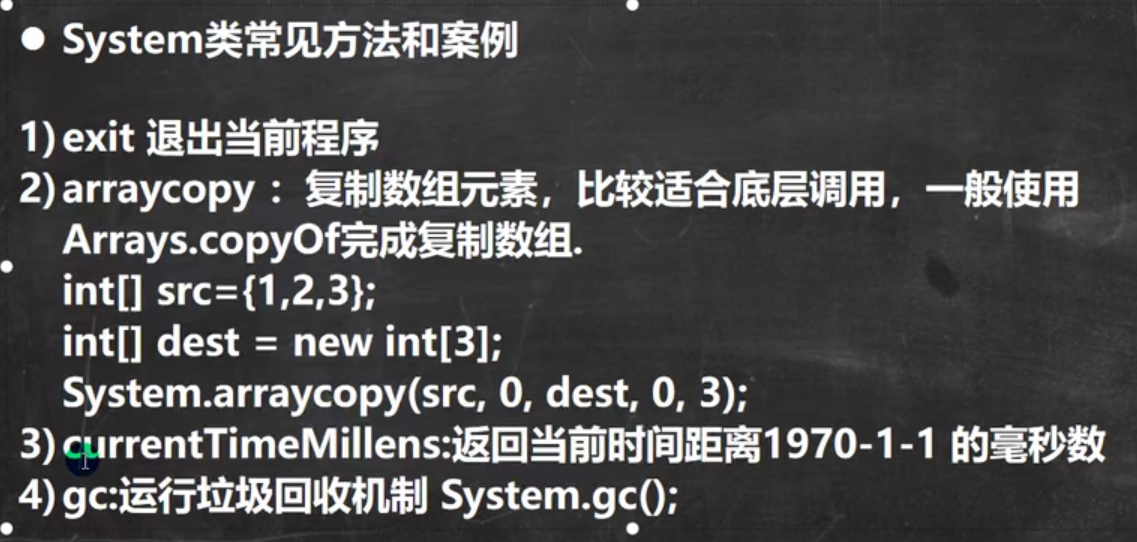 ● System类常见方法和案例
1) exit 退出当前程序
2) arraycopy ：复制数组元素，比较适合底层调用，一般使用
Arrays.copyOf完成复制数组.
int[] src={1,2,3};
int[] dest = new int[3];
System.arraycopy(src, 0, dest, 0, 3);
3) currentTimeMillens:返回当前时间距离1970-1-1 的毫秒数
4) gc:运行垃圾回收机制 System.gc();